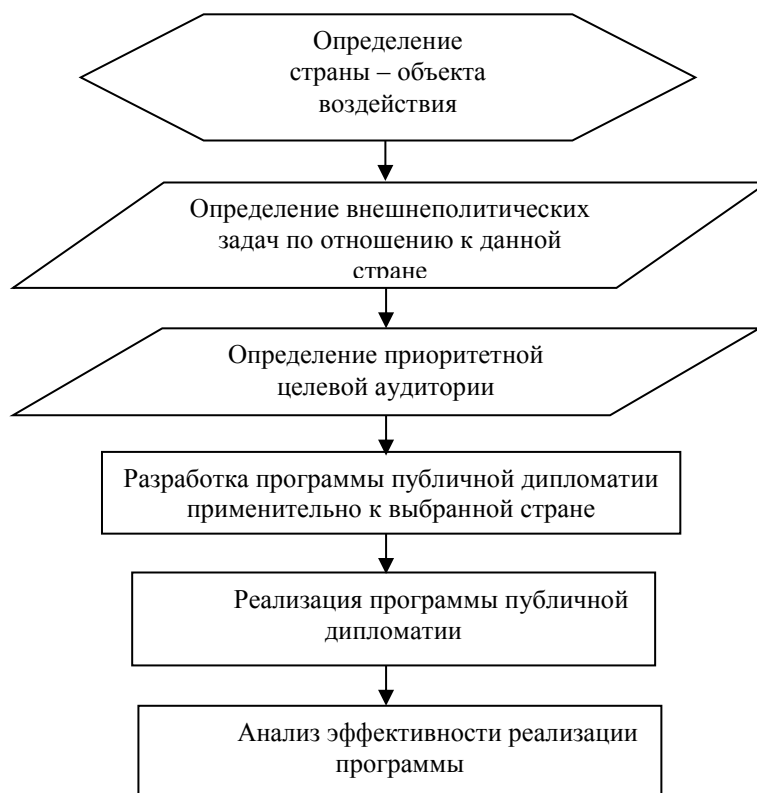 Определение
страны – объекта
воздействия
Определение внешнеполитических
задач по отношению к данной
стране
Определение приоритетной
целевой аудитории
Разработка программы публичной дипломатии
применительно к выбранной стране
Реализация программы публичной
дипломатии
Анализ эффективности реализации
программы